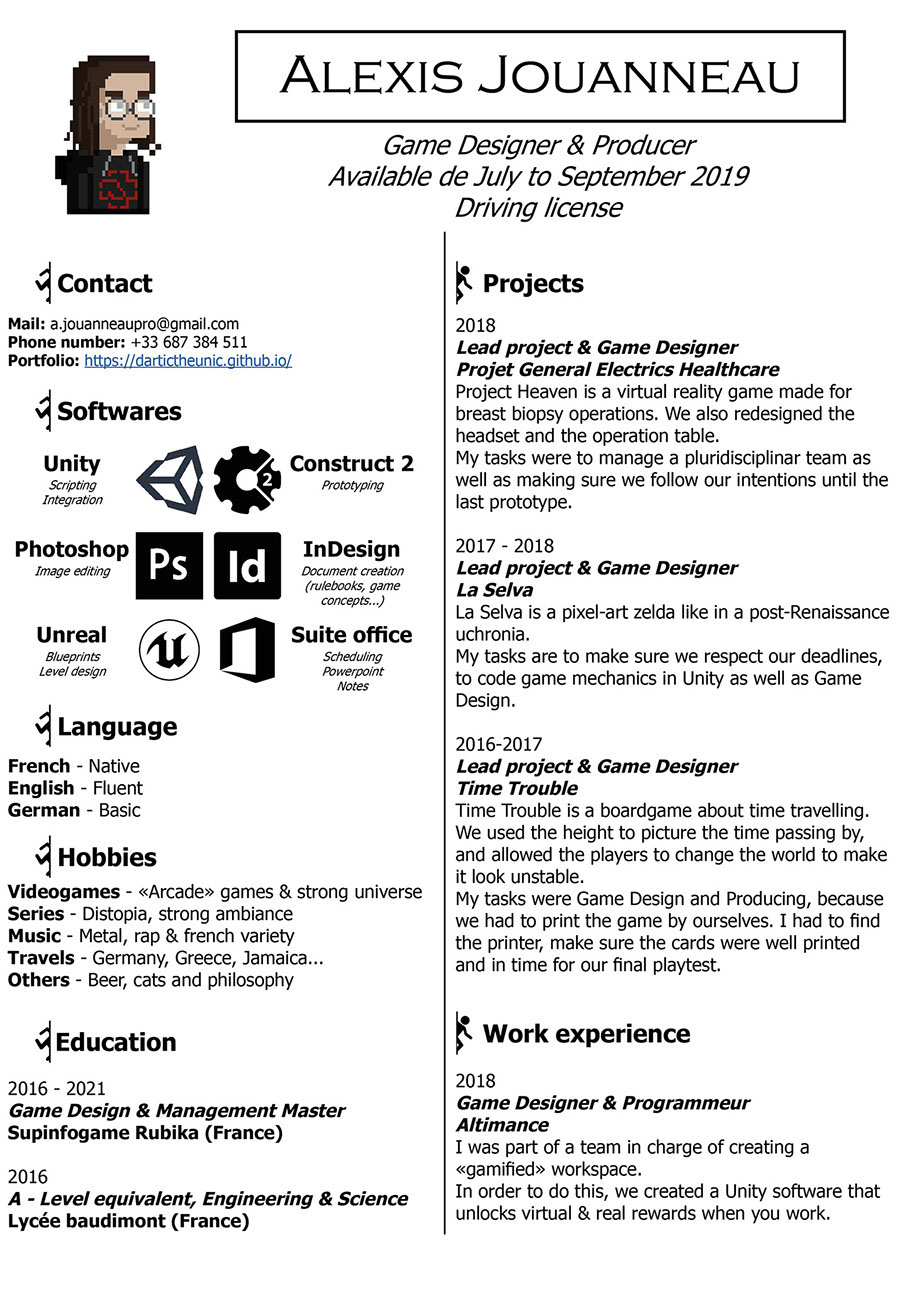 ALEXIS JOUANNEAU
Game Designer & Producer
Available de July to September 2019
Driving license
Contact
Mail: a.jouanneaupro@gmail.com
Phone number: +33 687 384 511
Portfolio: https://dartictheunic.github.io/
Softwares
Unity
Scripting
Integration
2
Construct 2
Prototyping
Photoshop
Image editing
Ps
Id
InDesign
Document creation
(rulebooks, game
concepts...)
Unreal
Blueprints
Level design
Suite office
Scheduling
Powerpoint
Notes
Language
French - Native
English - Fluent
German - Basic
Hobbies
Videogames - «Arcade» games & strong universe
Series - Distopia, strong ambiance
Music - Metal, rap & french variety
Travels - Germany, Greece, Jamaica...
Others - Beer, cats and philosophy
Education
2016 - 2021
Game Design & Management Master
Supinfogame Rubika (France)
2016
A - Level equivalent, Engineering & Science
Lycée baudimont (France)
Projects
2018
Lead project & Game Designer
Projet General Electrics Healthcare
Project Heaven is a virtual reality game made for
breast biopsy operations. We also redesigned the
headset and the operation table.
My tasks were to manage a pluridisciplinar team as
well as making sure we follow our intentions until the
last prototype.
2017 - 2018
Lead project & Game Designer
La Selva
La Selva is a pixel-art zelda like in a post-Renaissance
uchronia.
My tasks are to make sure we respect our deadlines,
to code game mechanics in Unity as well as Game
Design.
2016-2017
Lead project & Game Designer
Time Trouble
Time Trouble is a boardgame about time travelling.
We used the height to picture the time passing by,
and allowed the players to change the world to make
it look unstable.
My tasks were Game Design and Producing, because
we had to print the game by ourselves. I had to find
the printer, make sure the cards were well printed
and in time for our final playtest.
Work experience
2018
Game Designer & Programmeur
Altimance
I was part of a team in charge of creating a
«gamified» workspace.
In order to do this, we created a Unity software that
unlocks virtual & real rewards when you work.